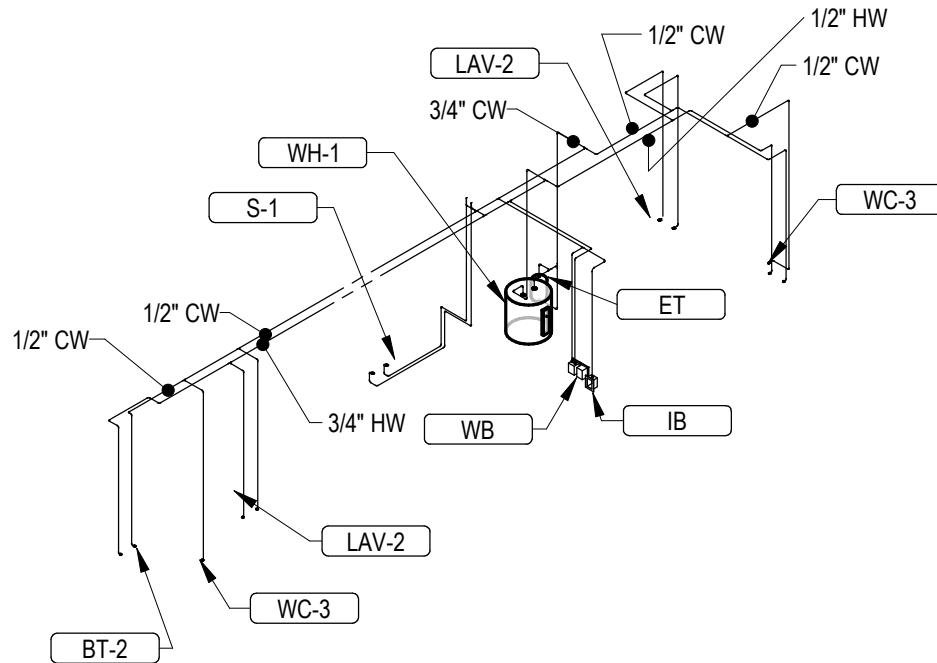 1/2" HW
1/2" CW
LAV-2
1/2" CW
3/4" CW
WH-1
S-1
WC-3
ET
1/2" CW
1/2" CW
3/4" HW
WB
IB
LAV-2
WC-3
BT-2